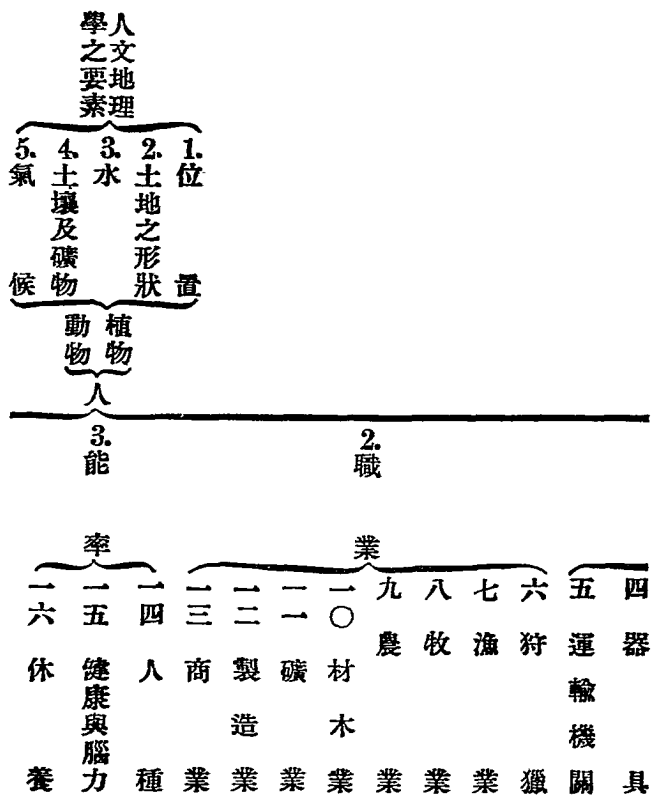 人文地理
學之要素
1.位置
2.土地之形狀
3.水
4.土壤及礦物
5.氣候
植物
動物
人
2.職業
3.能率
四器具
五運輸機關
六狩獵
七漁業
八牧業
九農業
一〇材木業
一一礦業
一二製造業
一三商業
一四人種
一五健康與腦力
一六休養